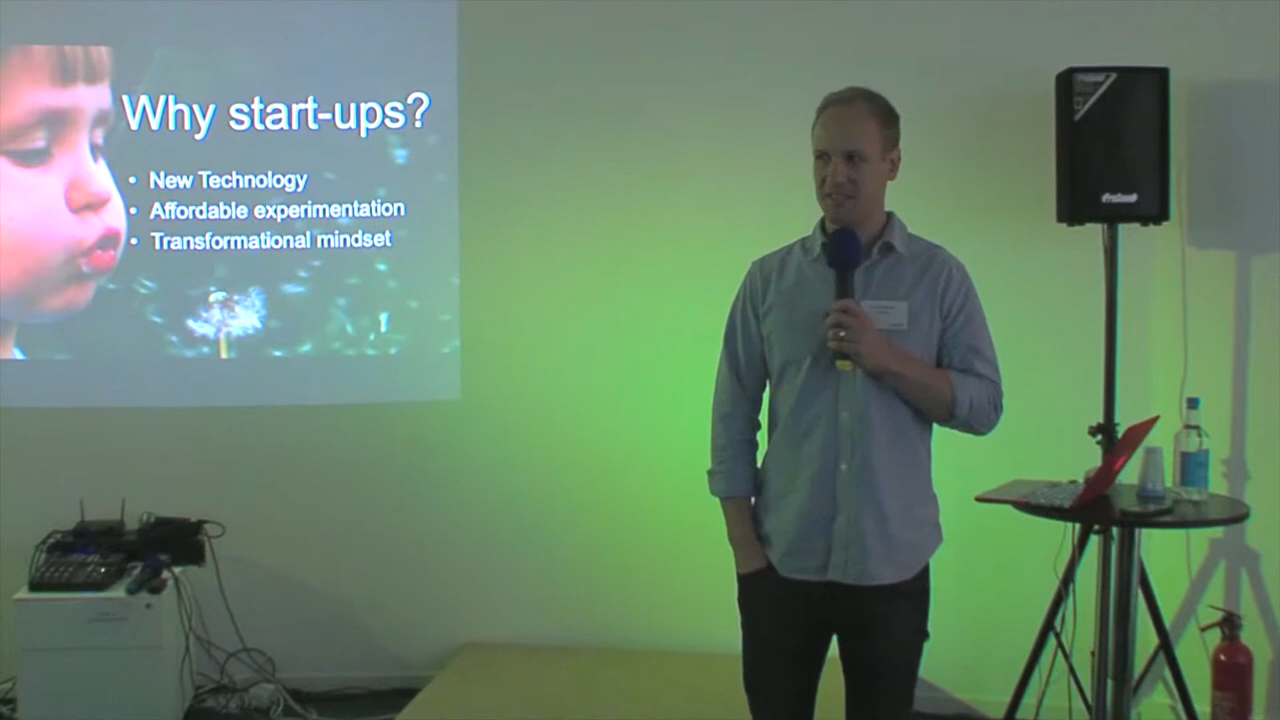 Why start-ups?
• New Technology
• Affordable experimentation
• Transformational mindset